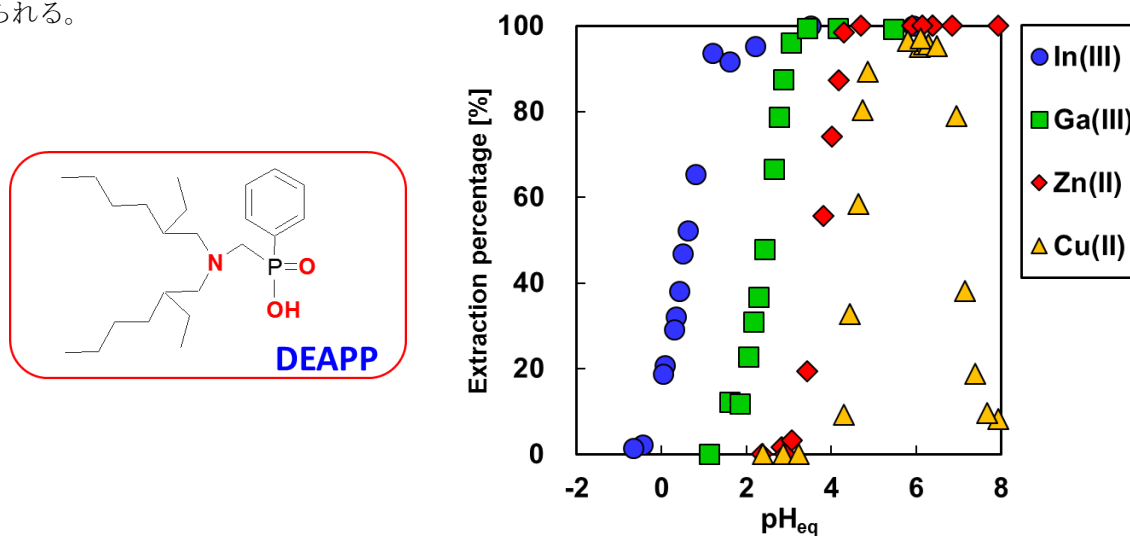 られる。
N
P
O
OH
DEAPP
Extraction percentage [%]
100
80
60
40
20
0
-2
0
2
4
6
8
pHeq
In(III)
Ga(III)
Zn(II)
Cu(II)